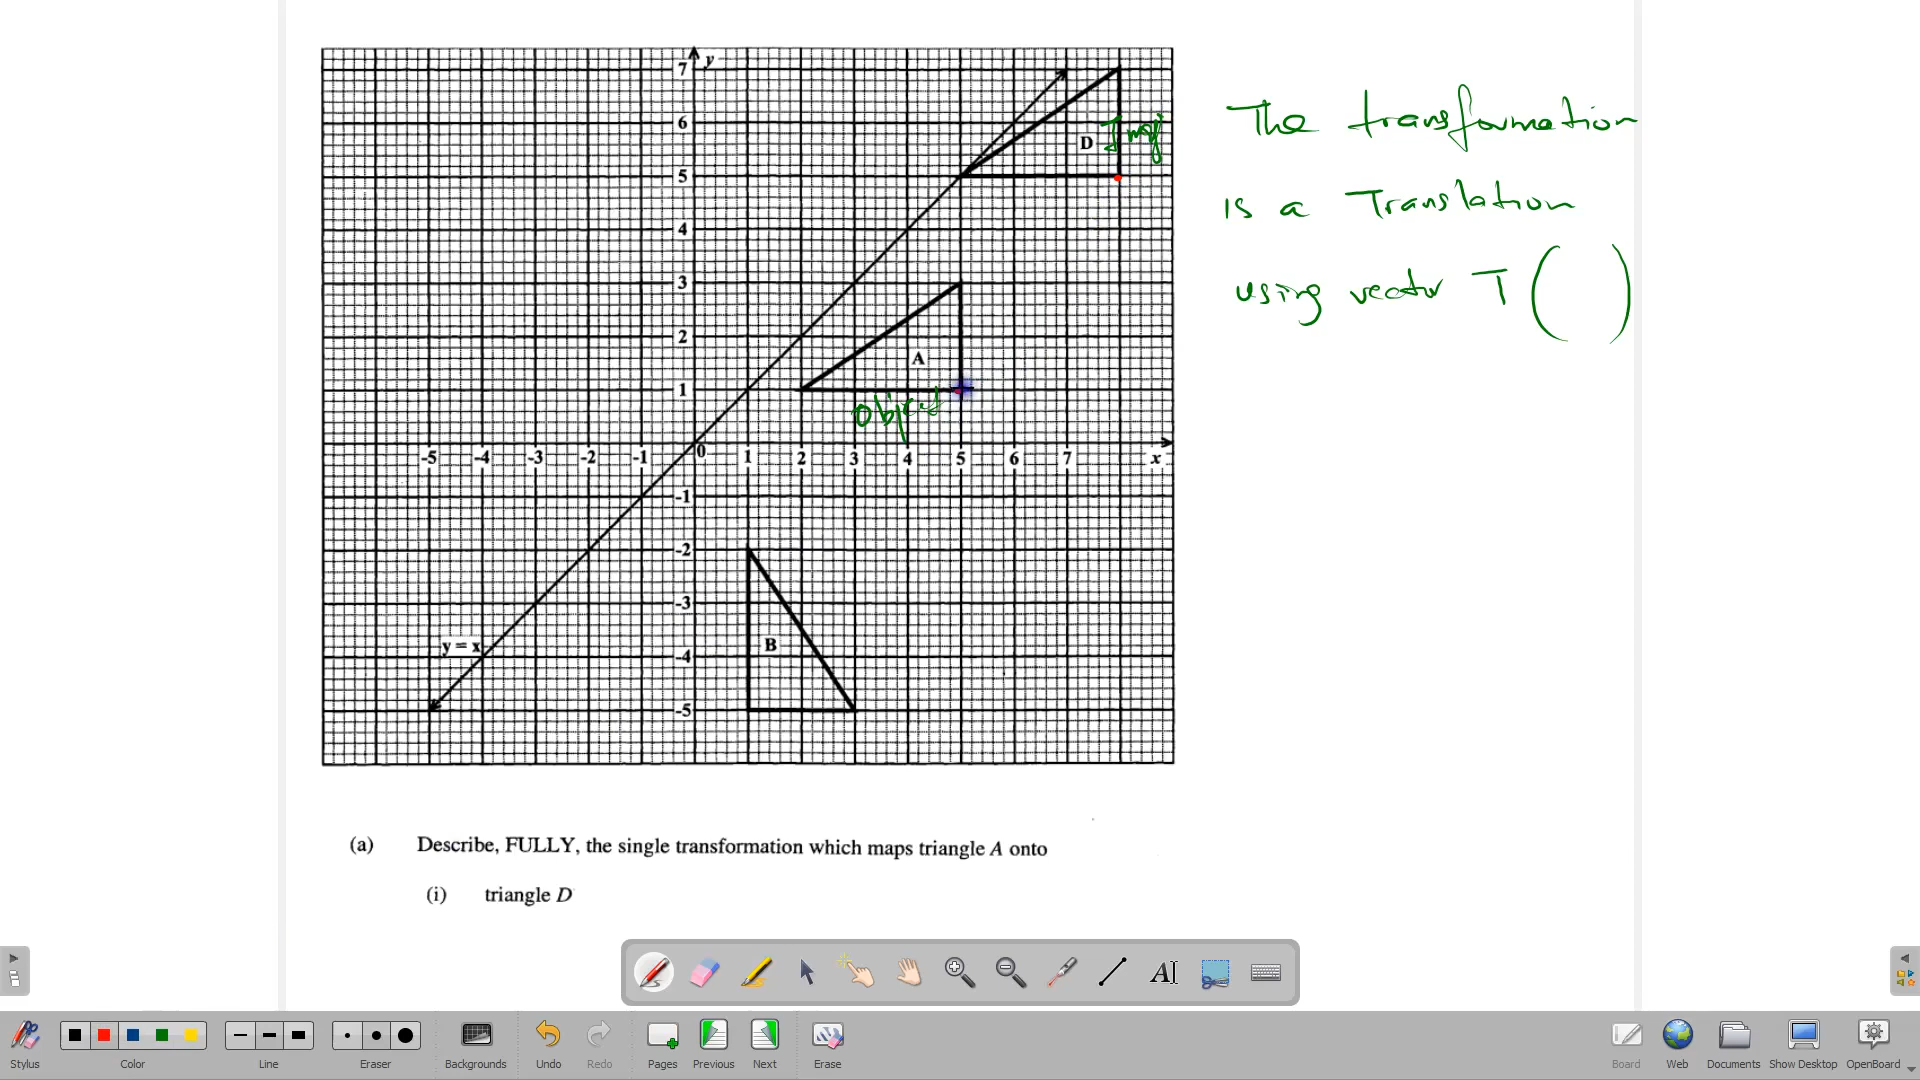 7 y
6
D Imag
5
4
3
2
A
1
Object
-5 -4 -3 -2 -1 0 1 2 3 4 5 6 7 x
-1
-2
-3
y = x
B
-4
-5
The transformation
is a Translation
using vector T ( )
(a) Describe, FULLY, the single transformation which maps triangle A onto
(i) triangle D
Stylus Color Line Eraser Backgrounds Undo Redo Pages Previous Next Erase Board Web Documents Show Desktop OpenBoard